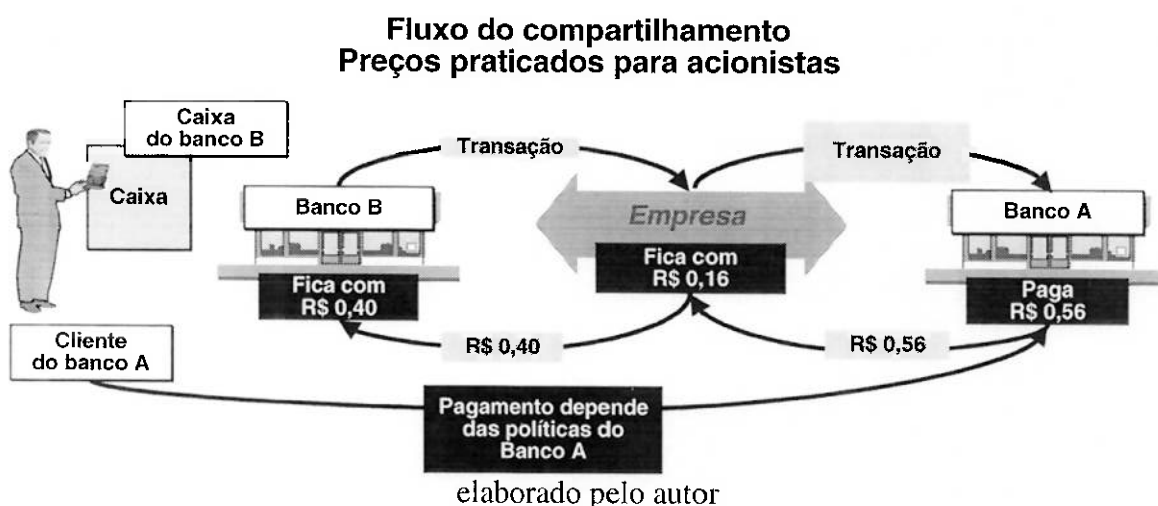 Fluxo do compartilhamento
Preços praticados para acionistas
Caixa
do banco B
Caixa
Transação
Transação
Banco B
Empresa
Banco A
Fica com
R$ 0,40
Fica com
R$ 0,16
Paga
R$ 0,56
R$ 0,40
R$ 0,56
Cliente
do banco A
Pagamento depende
das políticas do
Banco A
elaborado pelo autor